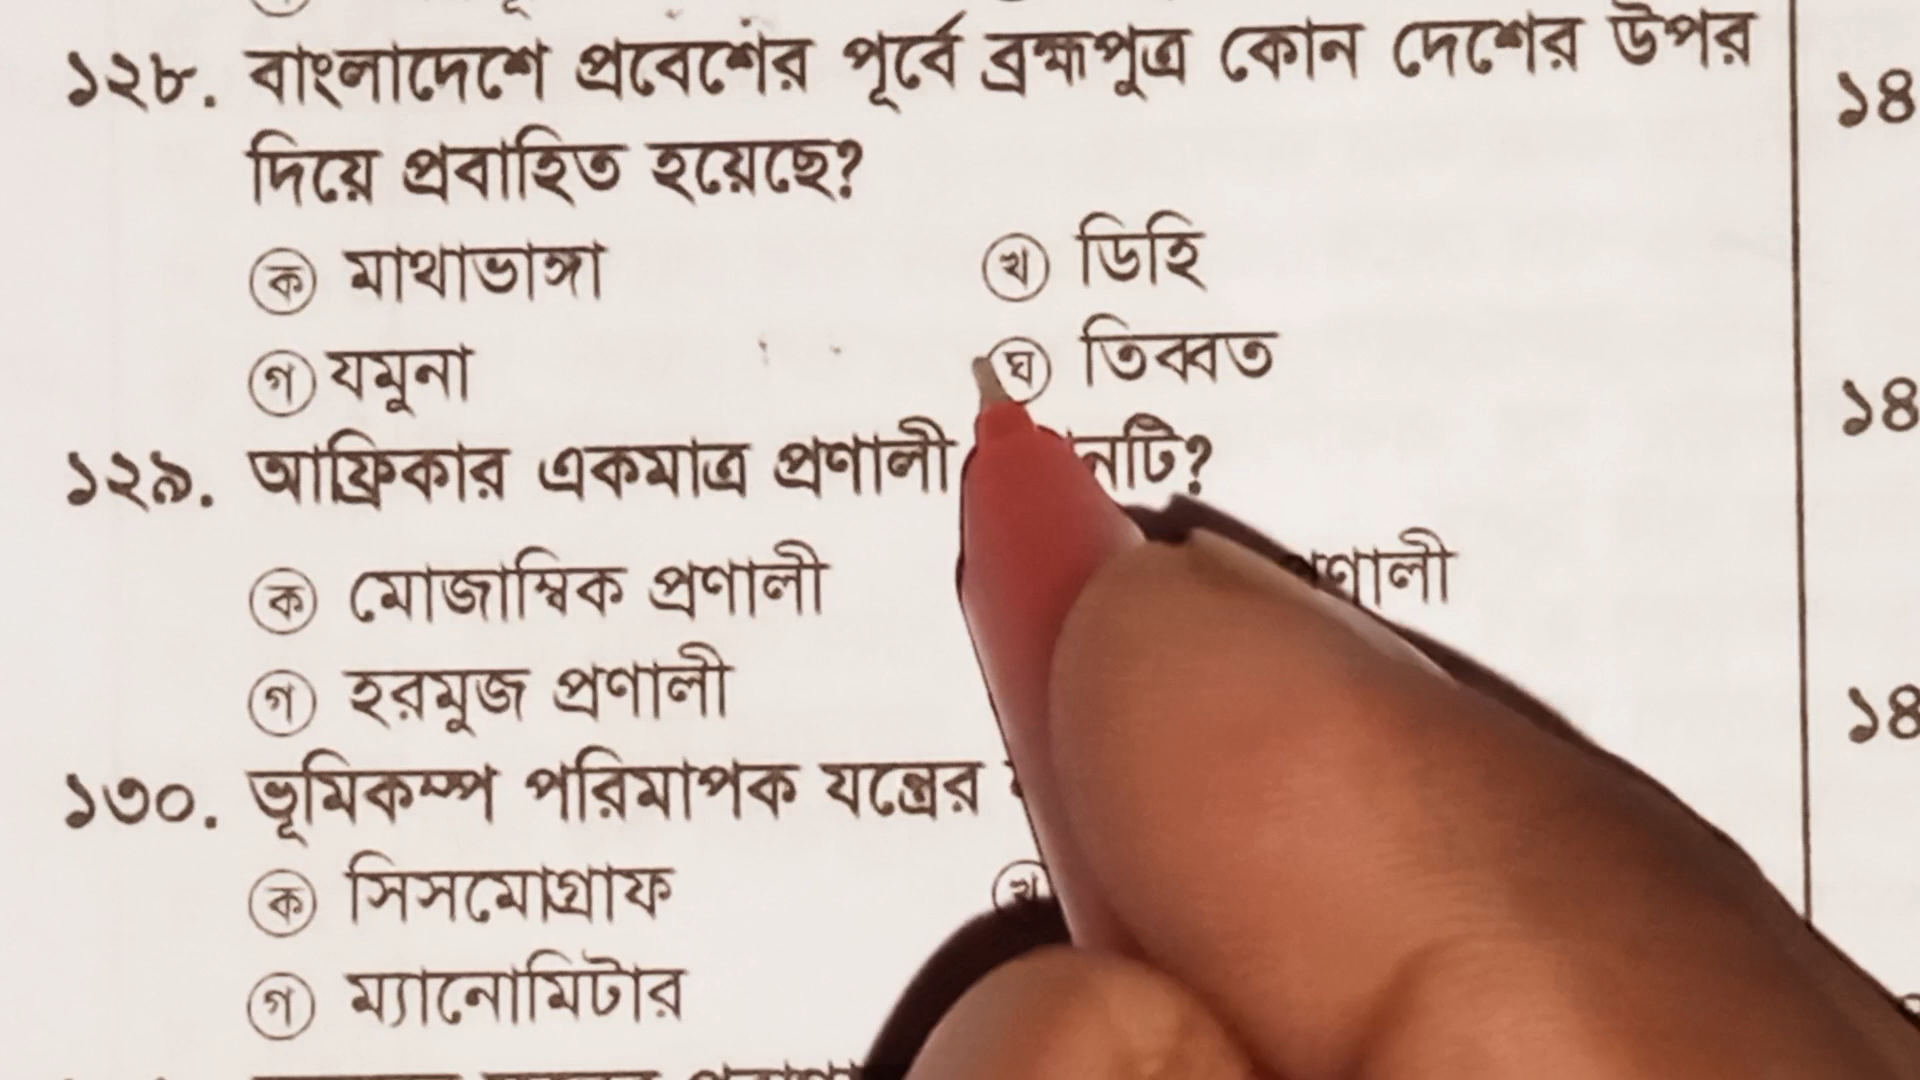 ১২৮. বাংলাদেশে প্রবেশের পূর্বে ব্রহ্মপুত্র কোন দেশের উপর
দিয়ে প্রবাহিত হয়েছে?
ক মাথাভাঙ্গা
খ ডিহি
গ যমুনা
ঘ তিব্বত
১২৯. আফ্রিকার একমাত্র প্রণালী নটি?
ক মোজাম্বিক প্রণালী
প্রণালী
গ হরমুজ প্রণালী
১৩০. ভূমিকম্প পরিমাপক যন্ত্রের
ক সিসমোগ্রাফ
খ
গ ম্যানোমিটার
১৪
১৪
১৪